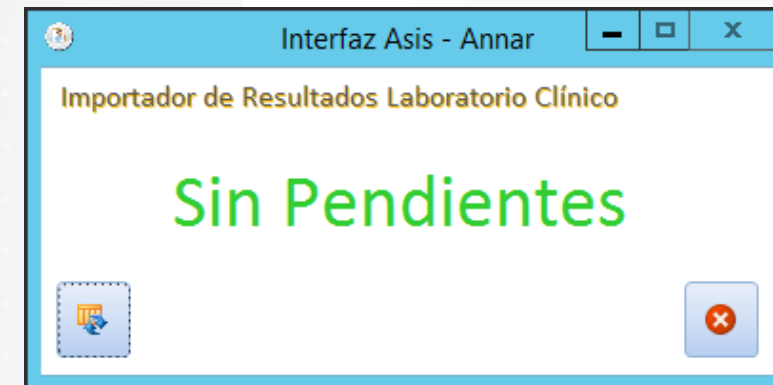 Interfaz Asis - Annar
Importador de Resultados Laboratorio Clínico
Sin Pendientes